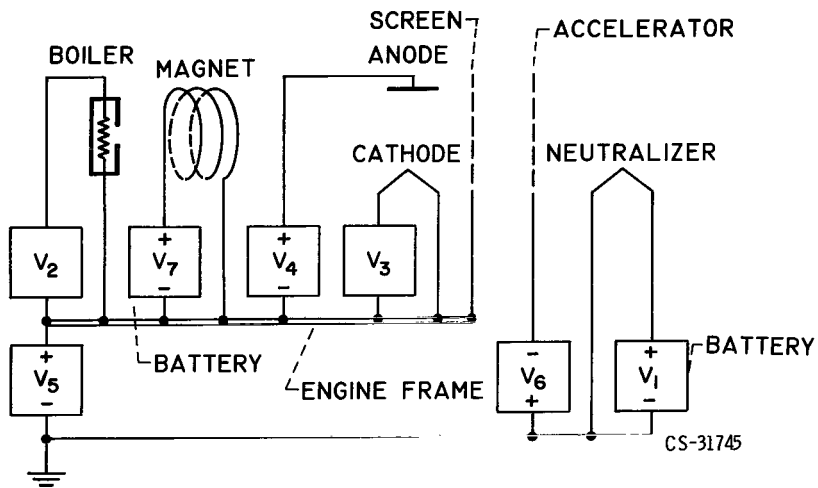 SCREEN
ACCELERATOR
BOILER
MAGNET
ANODE
CATHODE
NEUTRALIZER
V2
+
V7
-
+
V4
-
V3
BATTERY
ENGINE FRAME
+
V5
-
-
V6
+
+
V1
-
BATTERY
CS-31745